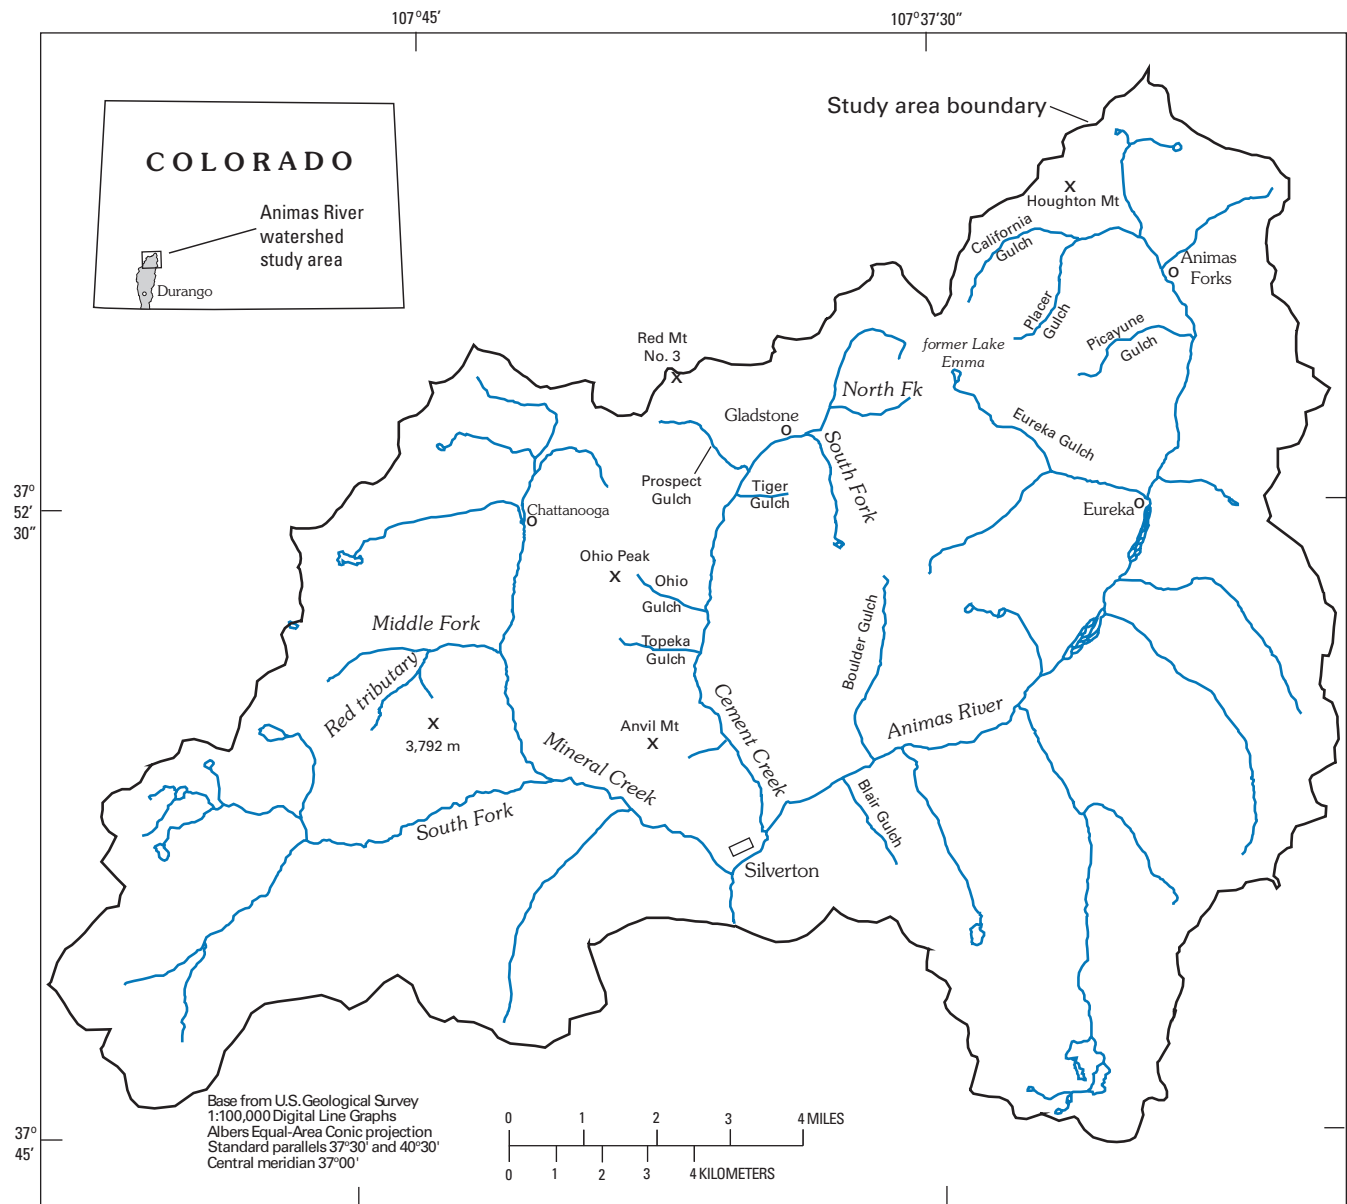 107°45'
107°37'30"
Study area boundary
COLORADO
Animas River
watershed
study area
Durango
Houghton Mt
California
Gulch
Animas
Forks
Placer
Gulch
Picayune
Gulch
former Lake
Emma
Red Mt
No. 3
North Fk
Gladstone
Eureka Gulch
South Fork
Prospect
Gulch
Tiger
Gulch
37°
52'
30"
Chattanooga
Eureka
Ohio Peak
Ohio
Gulch
Boulder Gulch
Middle Fork
Topeka
Gulch
Red tributary
Cement Creek
Animas River
3,792 m
Anvil Mt
Mineral Creek
South Fork
Blair Gulch
Silverton
Base from U.S. Geological Survey
1:100,000 Digital Line Graphs
Albers Equal-Area Conic projection
Standard parallels 37°30' and 40°30'
Central meridian 37°00'
0 1 2 3 4 MILES
0 1 2 3 4 KILOMETERS
37°
45'